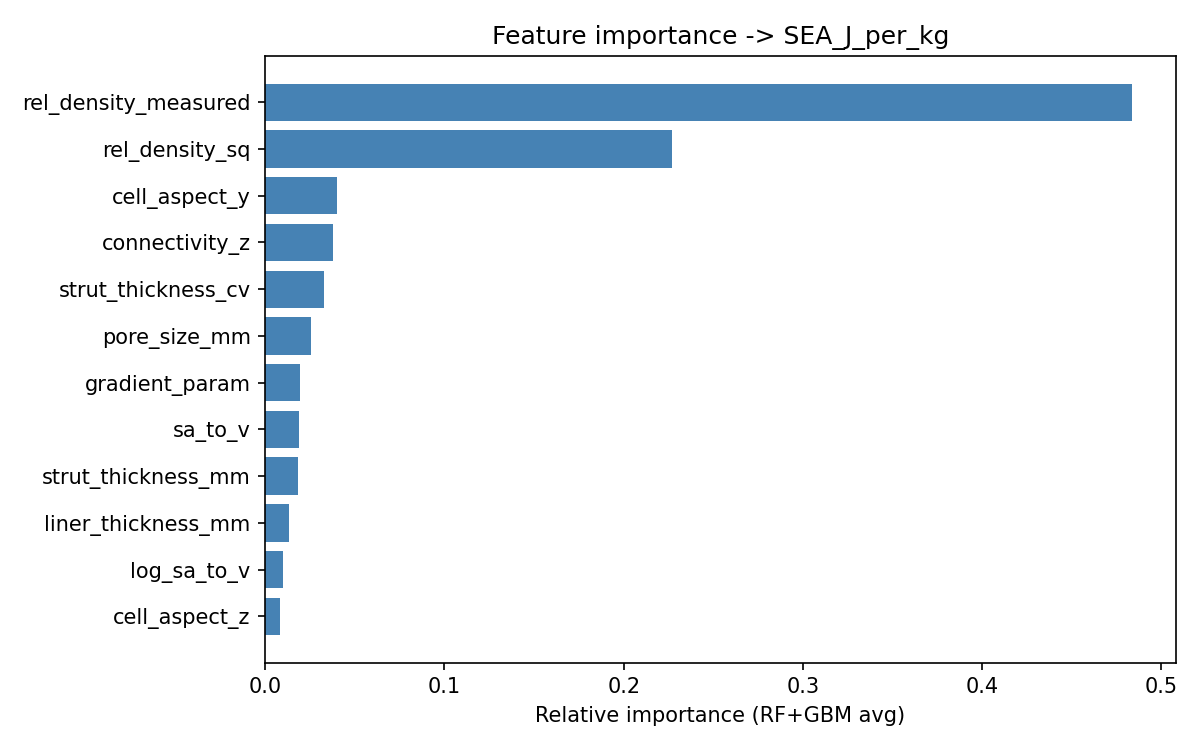 Feature importance -> SEA_J_per_kg
rel_density_measured
rel_density_sq
cell_aspect_y
connectivity_z
strut_thickness_cv
pore_size_mm
gradient_param
sa_to_v
strut_thickness_mm
liner_thickness_mm
log_sa_to_v
cell_aspect_z
0.0 0.1 0.2 0.3 0.4 0.5
Relative importance (RF+GBM avg)